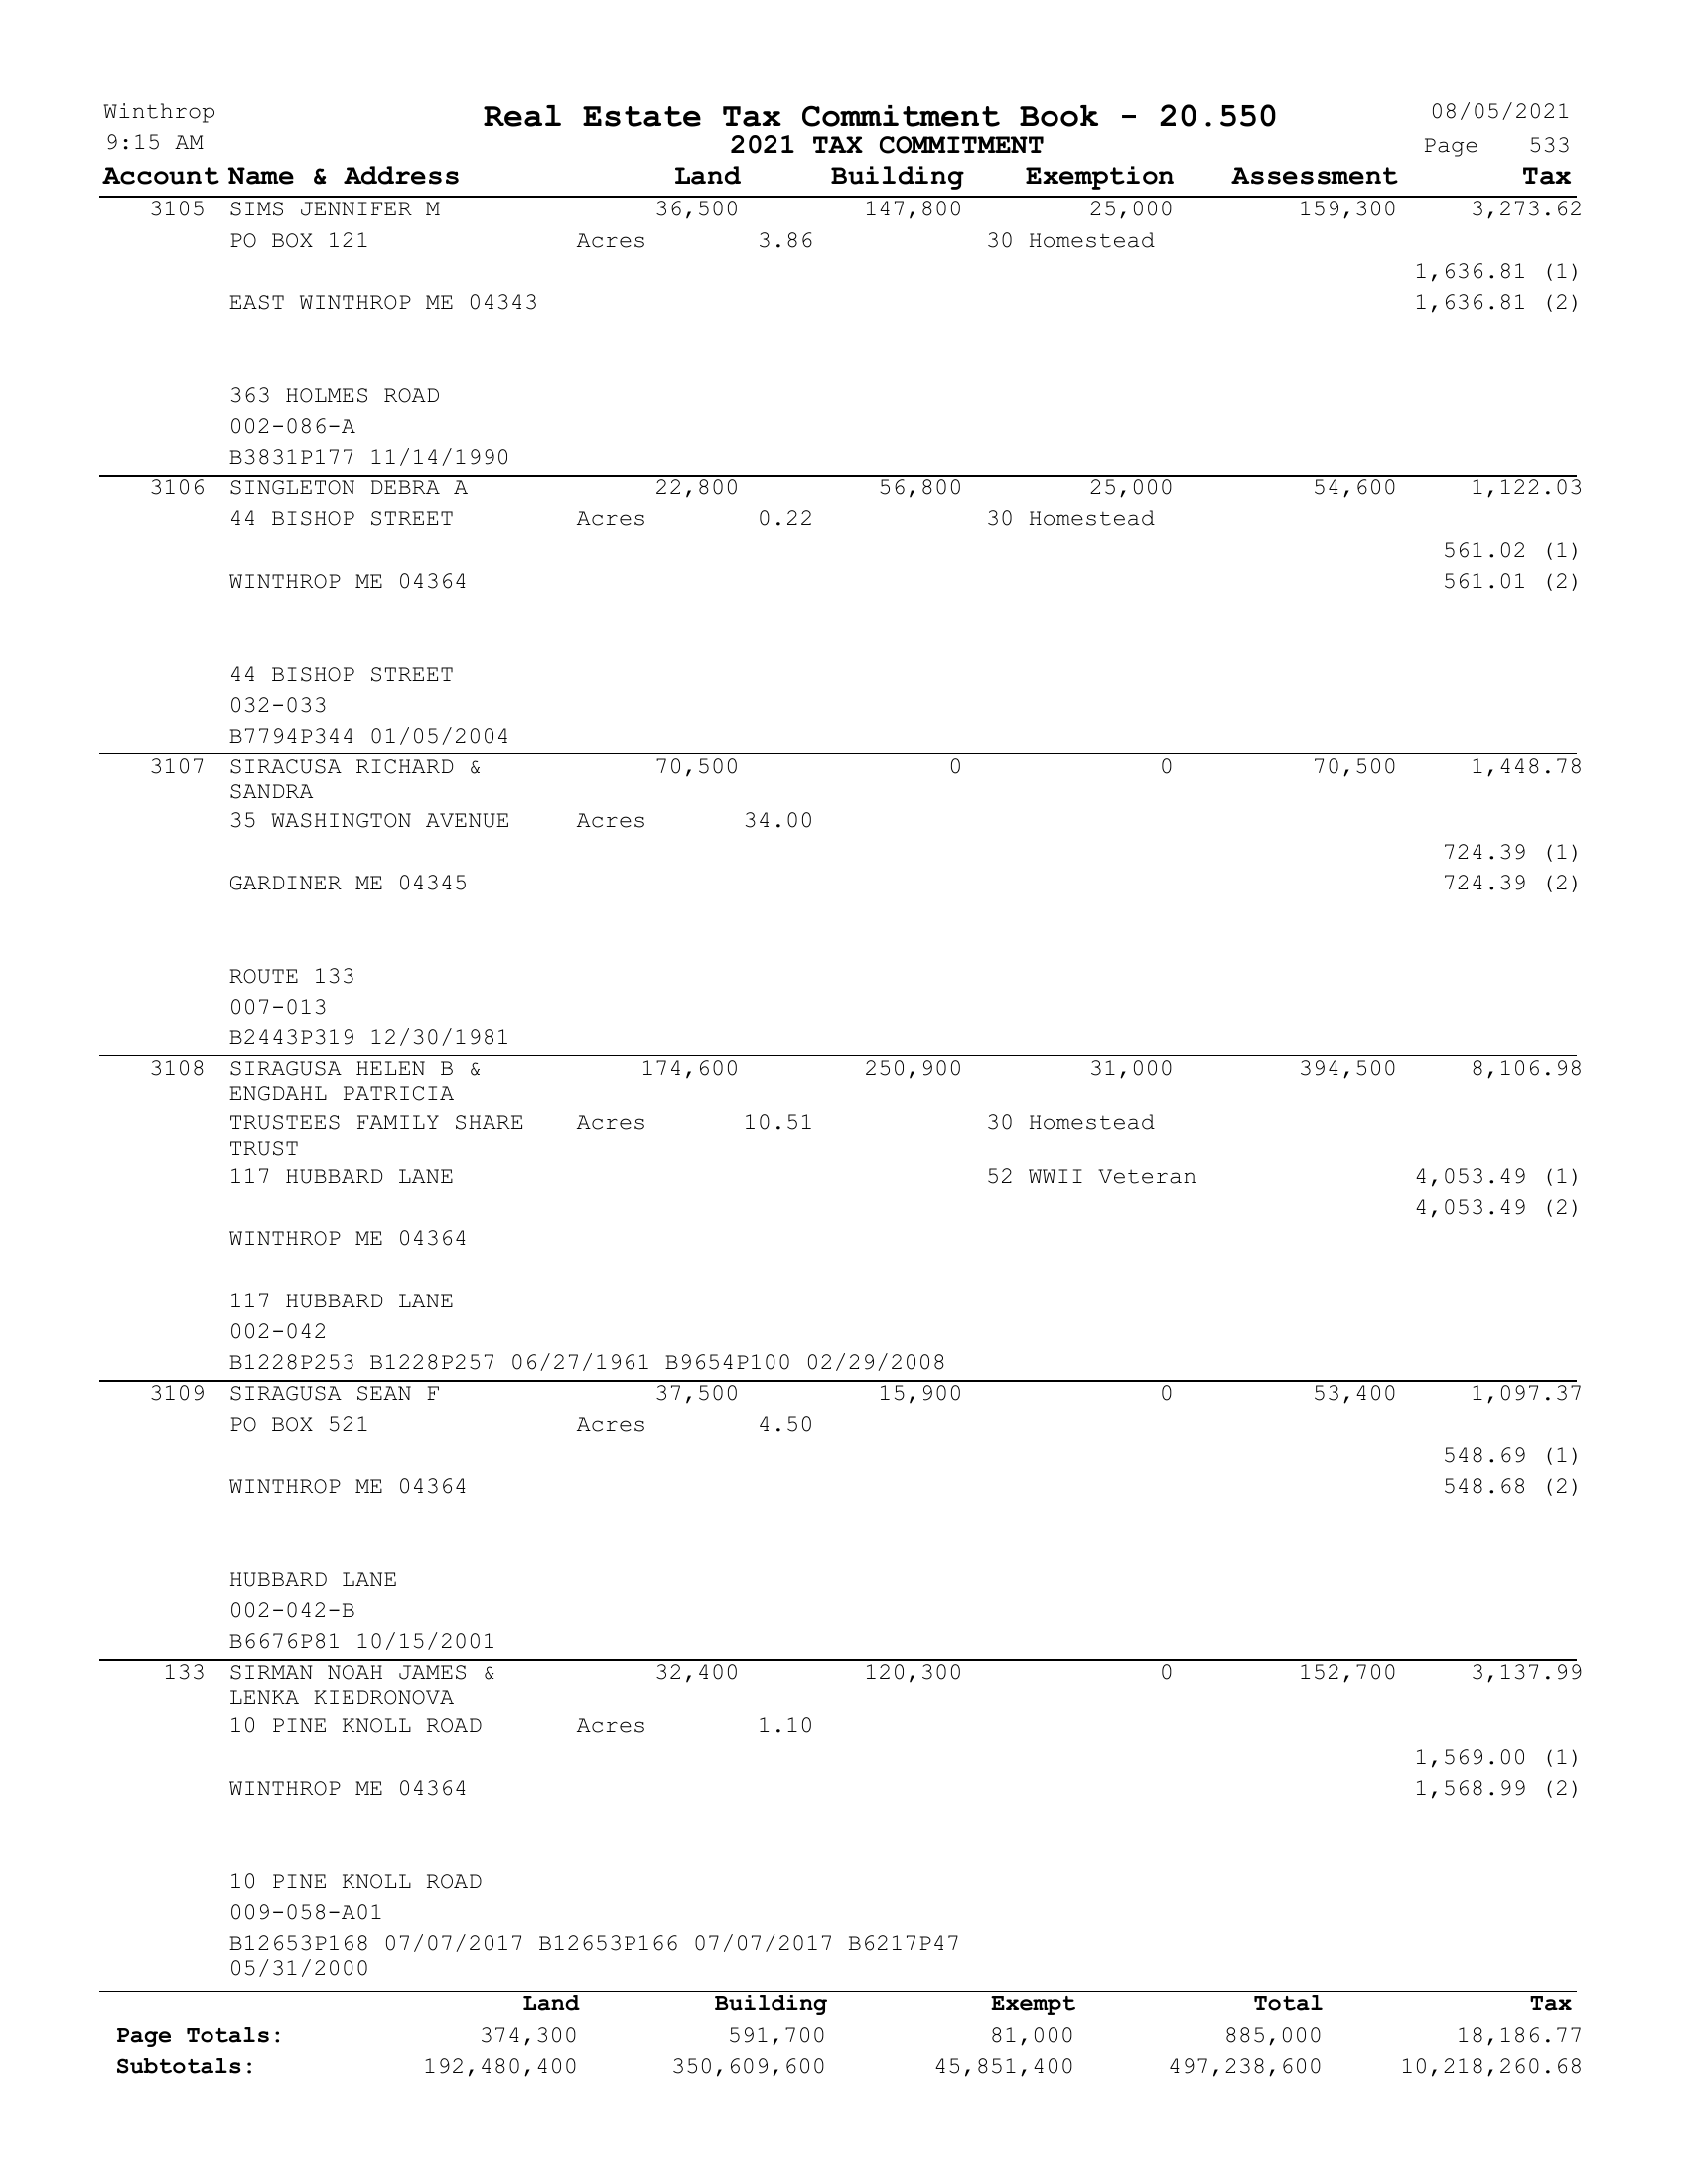 Winthrop Real Estate Tax Commitment Book - 20.550 08/05/2021
9:15 AM 2021 TAX COMMITMENT Page 533
Account Name & Address Land Building Exemption Assessment Tax
3105 SIMS JENNIFER M 36,500 147,800 25,000 159,300 3,273.62
PO BOX 121 Acres 3.86 30 Homestead
1,636.81 (1)
EAST WINTHROP ME 04343 1,636.81 (2)
363 HOLMES ROAD
002-086-A
B3831P177 11/14/1990
3106 SINGLETON DEBRA A 22,800 56,800 25,000 54,600 1,122.03
44 BISHOP STREET Acres 0.22 30 Homestead
561.02 (1)
WINTHROP ME 04364 561.01 (2)
44 BISHOP STREET
032-033
B7794P344 01/05/2004
3107 SIRACUSA RICHARD & 70,500 0 0 70,500 1,448.78
SANDRA
35 WASHINGTON AVENUE Acres 34.00
724.39 (1)
GARDINER ME 04345 724.39 (2)
ROUTE 133
007-013
B2443P319 12/30/1981
3108 SIRAGUSA HELEN B & 174,600 250,900 31,000 394,500 8,106.98
ENGDAHL PATRICIA
TRUSTEES FAMILY SHARE Acres 10.51 30 Homestead
TRUST
117 HUBBARD LANE 52 WWII Veteran 4,053.49 (1)
4,053.49 (2)
WINTHROP ME 04364
117 HUBBARD LANE
002-042
B1228P253 B1228P257 06/27/1961 B9654P100 02/29/2008
3109 SIRAGUSA SEAN F 37,500 15,900 0 53,400 1,097.37
PO BOX 521 Acres 4.50
548.69 (1)
WINTHROP ME 04364 548.68 (2)
HUBBARD LANE
002-042-B
B6676P81 10/15/2001
133 SIRMAN NOAH JAMES & 32,400 120,300 0 152,700 3,137.99
LENKA KIEDRONOVA
10 PINE KNOLL ROAD Acres 1.10
1,569.00 (1)
WINTHROP ME 04364 1,568.99 (2)
10 PINE KNOLL ROAD
009-058-A01
B12653P168 07/07/2017 B12653P166 07/07/2017 B6217P47
05/31/2000
Land Building Exempt Total Tax
Page Totals: 374,300 591,700 81,000 885,000 18,186.77
Subtotals: 192,480,400 350,609,600 45,851,400 497,238,600 10,218,260.68